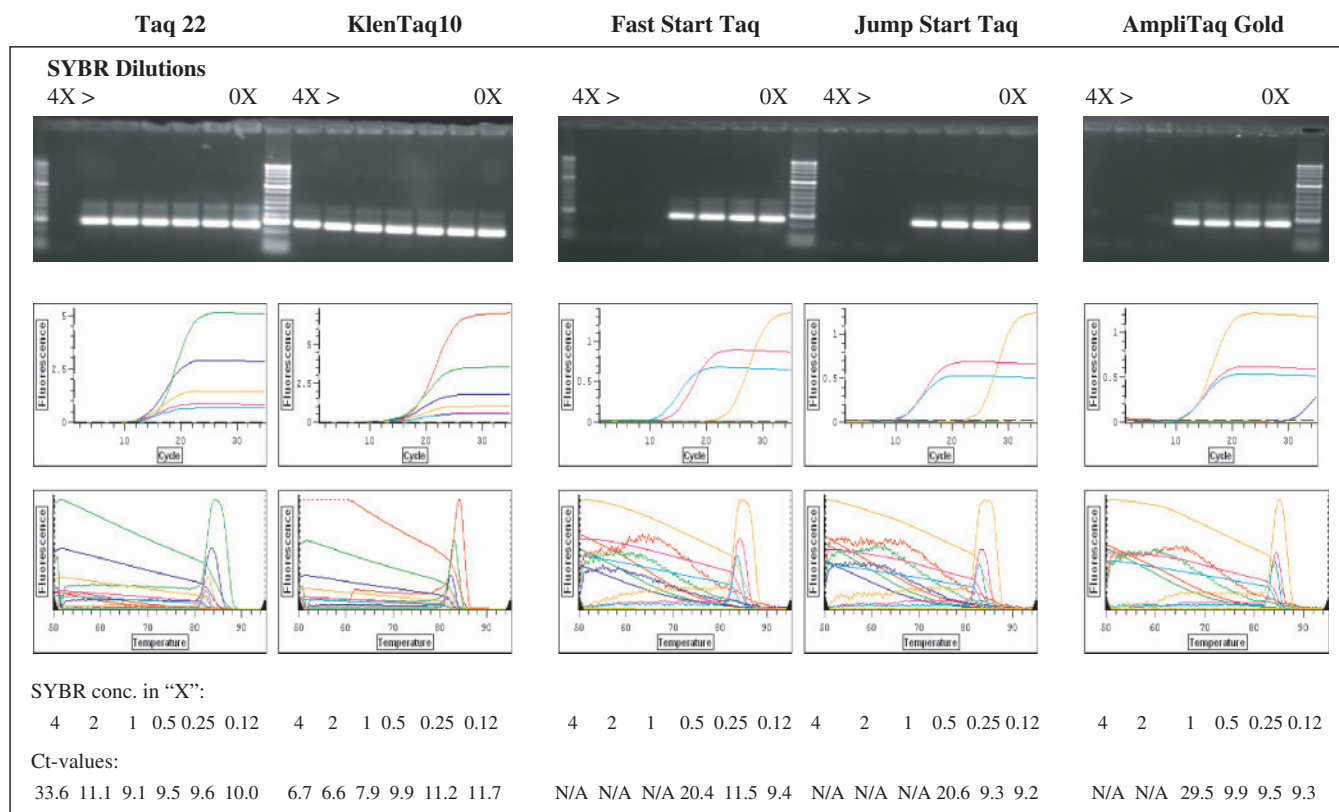 Taq 22 KlenTaq10 Fast Start Taq Jump Start Taq AmpliTaq Gold
SYBR Dilutions
4X > 0X 4X > 0X 4X > 0X 4X > 0X 4X > 0X
Fluorescence 5 2.5 0 10 20 30 Cycle
Fluorescence 5 2.5 0 10 20 30 Cycle
Fluorescence 1 0.5 0 10 20 30 Cycle
Fluorescence 1 0.5 0 10 20 30 Cycle
Fluorescence 1 0.5 0 10 20 30 Cycle
Fluorescence 50 60 70 80 90 Temperature
Fluorescence 50 60 70 80 90 Temperature
Fluorescence 50 60 70 80 90 Temperature
Fluorescence 50 60 70 80 90 Temperature
Fluorescence 50 60 70 80 90 Temperature
SYBR conc. in “X”:
4 2 1 0.5 0.25 0.12 4 2 1 0.5 0.25 0.12 4 2 1 0.5 0.25 0.12 4 2 1 0.5 0.25 0.12 4 2 1 0.5 0.25 0.12
Ct-values:
33.6 11.1 9.1 9.5 9.6 10.0 6.7 6.6 7.9 9.9 11.2 11.7 N/A N/A N/A 20.4 11.5 9.4 N/A N/A N/A 20.6 9.3 9.2 N/A N/A 29.5 9.9 9.5 9.3